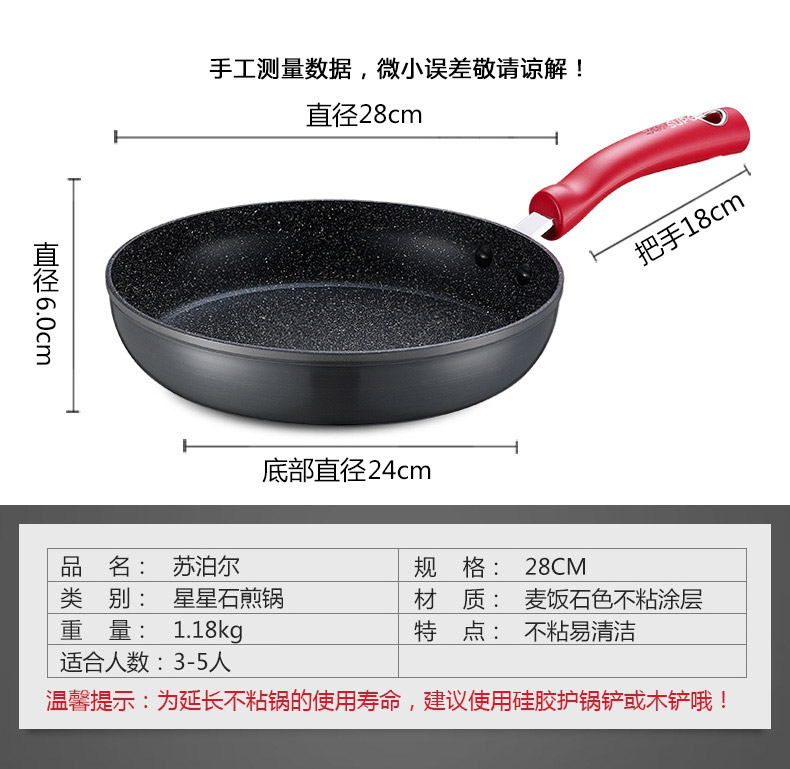 手工测量数据，微小误差敬请谅解！
直径28cm
把手18cm
直径6.0cm
底部直径24cm
品 名： 苏泊尔 规 格： 28CM
类 别： 星星石煎锅 材 质： 麦饭石色不粘涂层
重 量： 1.18kg 特 点： 不粘易清洁
适合人数：3-5人
温馨提示：为延长不粘锅的使用寿命，建议使用硅胶护锅铲或木铲哦！